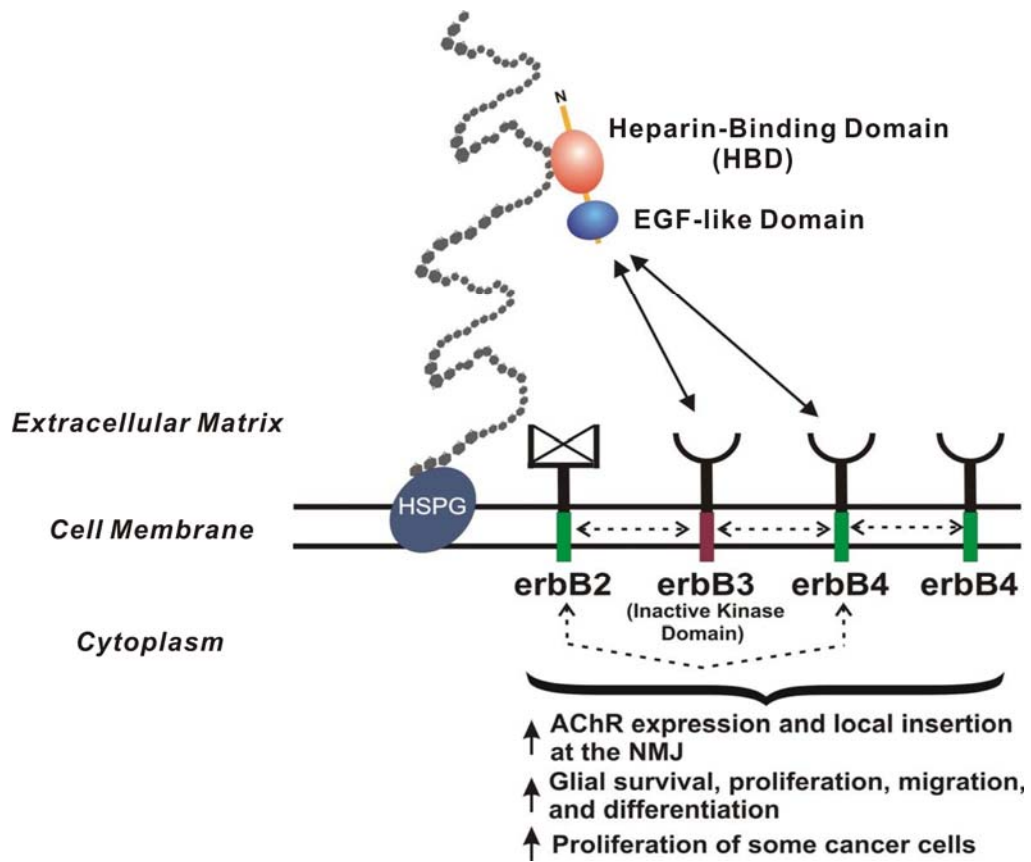 N
Heparin-Binding Domain
(HBD)
EGF-like Domain
Extracellular Matrix
HSPG
Cell Membrane
erbB2 erbB3 erbB4 erbB4
(Inactive Kinase
Domain)
Cytoplasm
AChR expression and local insertion
at the NMJ
Glial survival, proliferation, migration,
and differentiation
Proliferation of some cancer cells